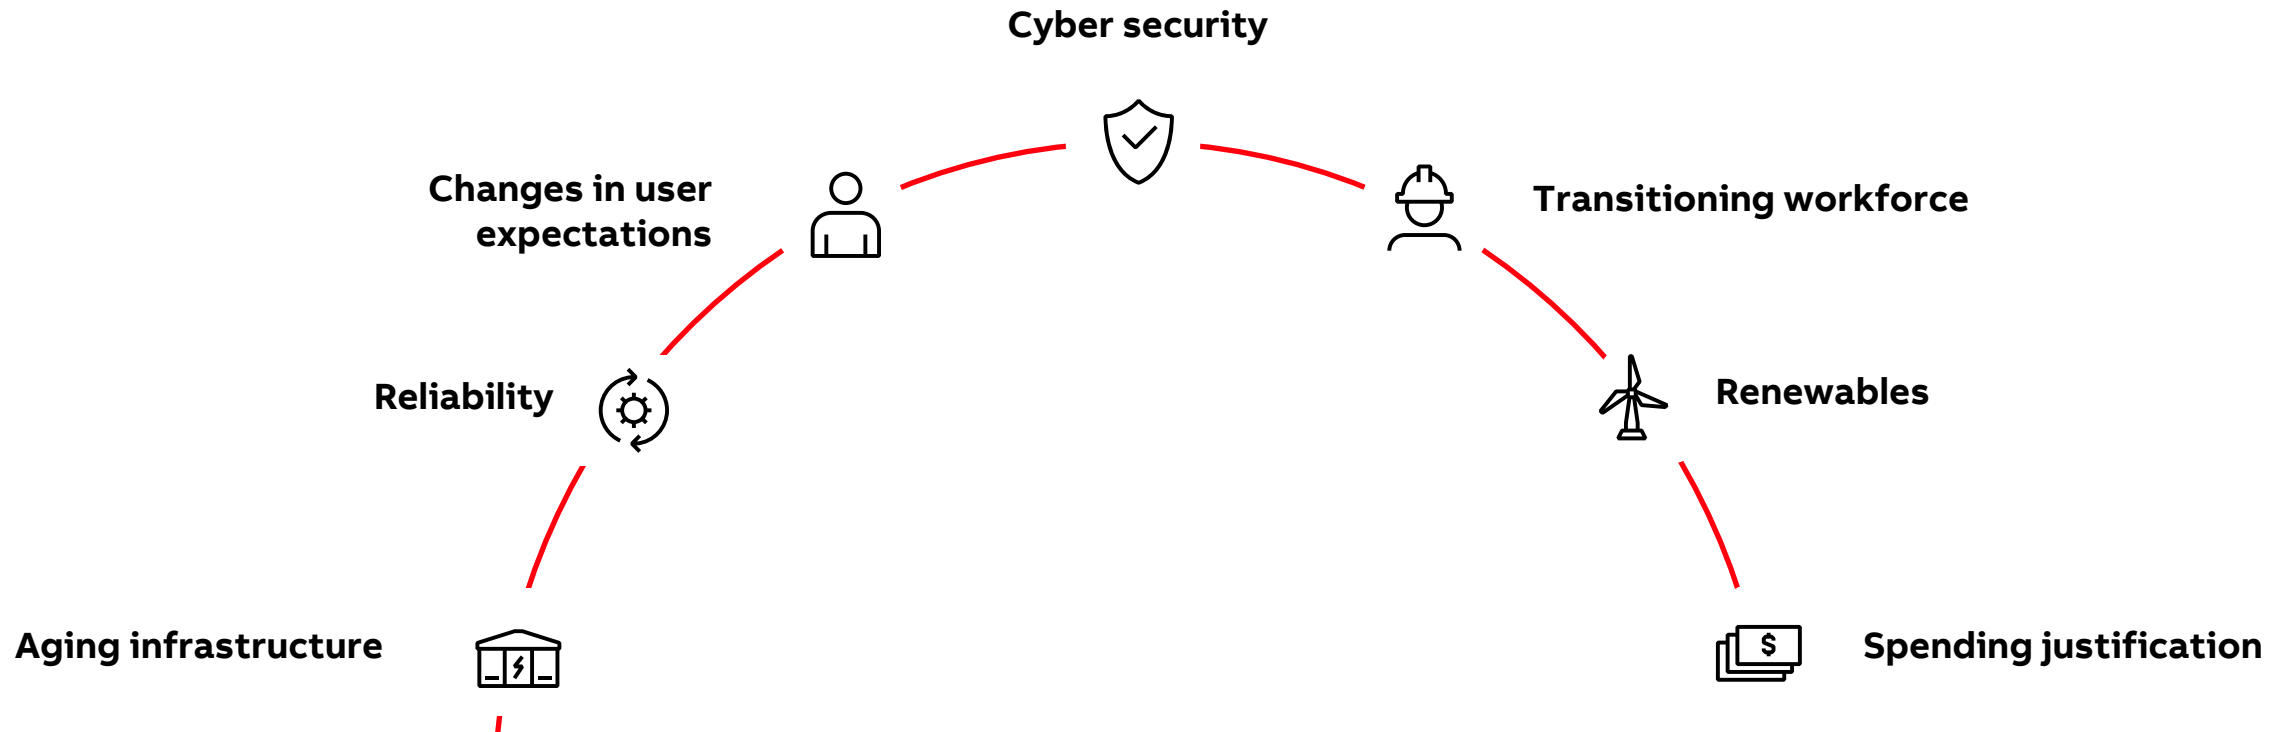 Cyber security
Changes in user
expectations
Transitioning workforce
Reliability
Renewables
Aging infrastructure
$
Spending justification